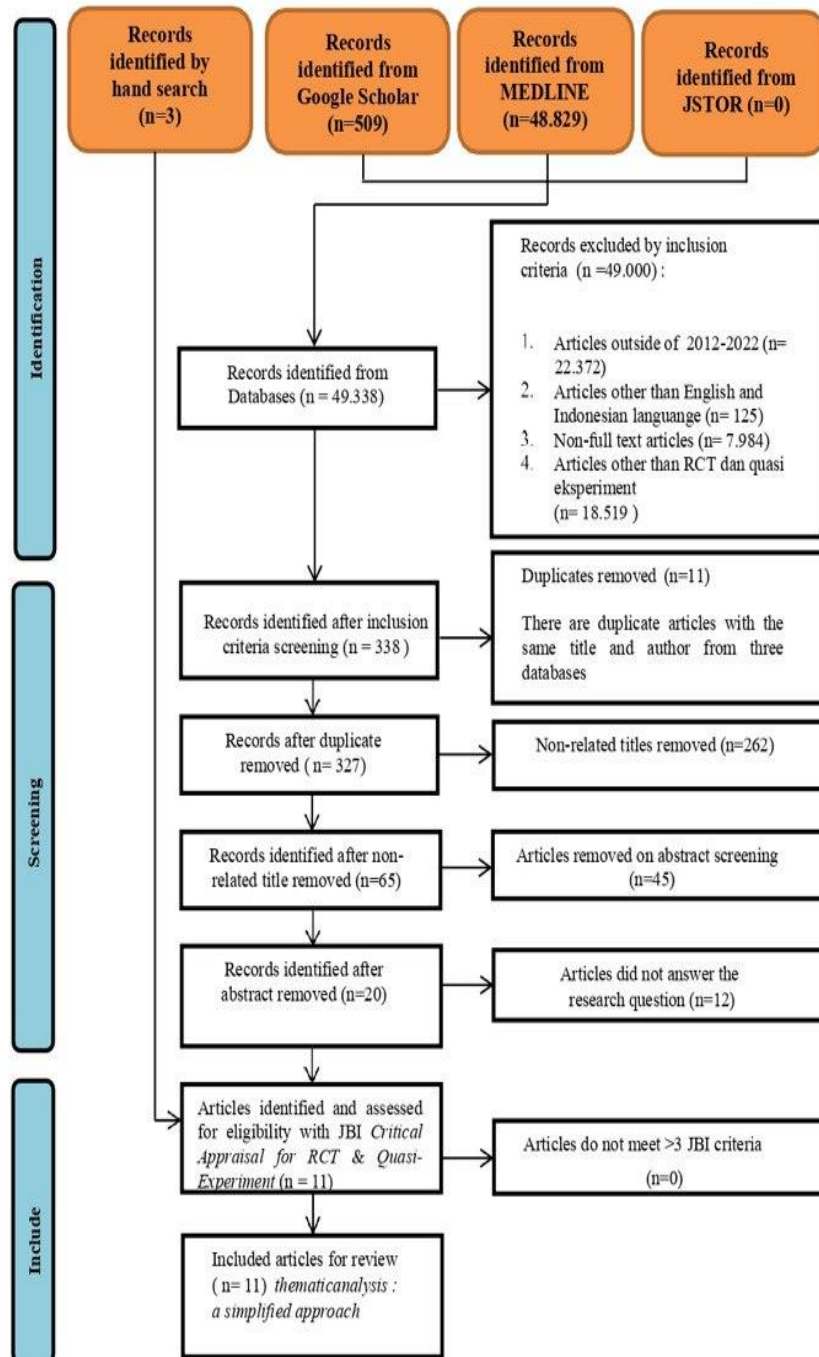 Records
identified by
hand search
(n=3)
Records
identified from
Google Scholar
(n=509)
Records
identified from
MEDLINE
(n=48.829)
Records
identified from
JSTOR (n=0)
Identification
Records identified from
Databases (n = 49.338)
Records excluded by inclusion
criteria (n =49.000) :
1. Articles outside of 2012-2022 (n=
22.372)
2. Articles other than English and
Indonesian languange (n= 125)
3. Non-full text articles (n= 7.984)
4. Articles other than RCT dan quasi
eksperiment
(n= 18.519 )
Screening
Records identified after inclusion
criteria screening (n = 338 )
Duplicates removed (n=11)
There are duplicate articles with the
same title and author from three
databases
Records after duplicate
removed ( n= 327)
Non-related titles removed (n=262)
Records identified after non-
related title removed (n=65)
Articles removed on abstract screening
(n=45)
Records identified after
abstract removed (n=20)
Articles did not answer the
research question (n=12)
Include
Articles identified and assessed
for eligibility with JBI Critical
Appraisal for RCT & Quasi-
Experiment (n = 11)
Articles do not meet >3 JBI criteria
(n=0)
Included articles for review
( n= 11) thematicanalysis :
a simplified approach